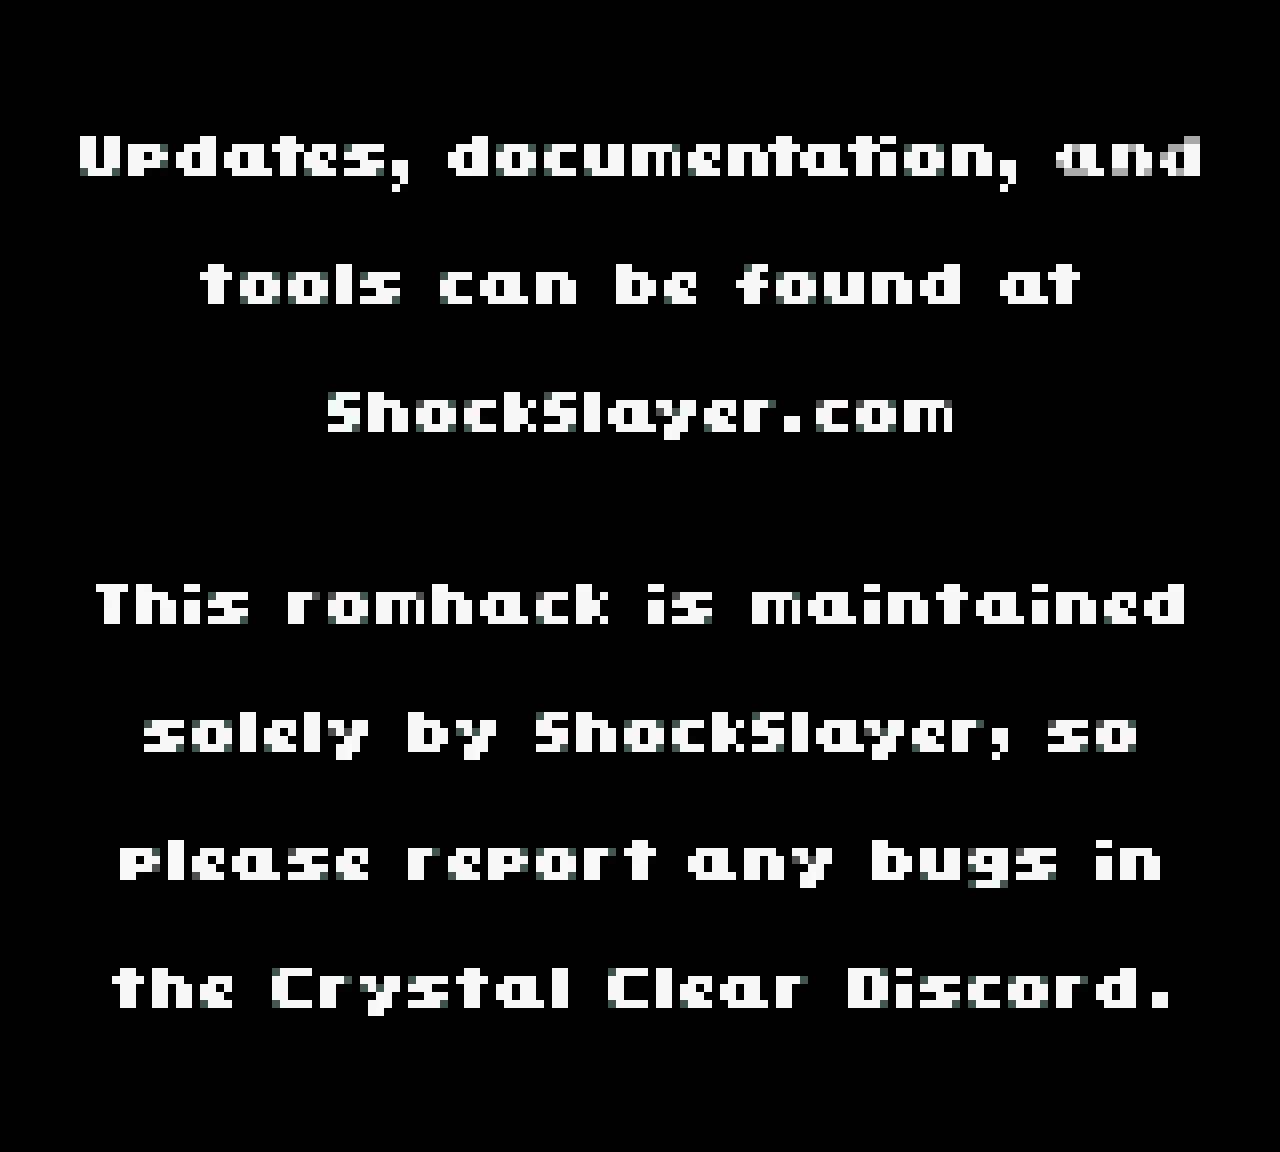 Updates, documentation, and
tools can be found at
ShockSlayer.com
This romhack is maintained
solely by ShockSlayer, so
please report any bugs in
the Crystal Clear Discord.